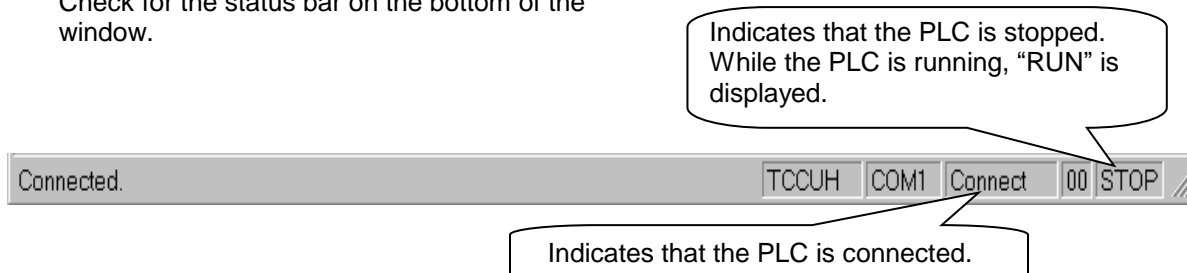 Check for the status bar on the bottom of the
window.
Indicates that the PLC is stopped.
While the PLC is running, “RUN” is
displayed.
Connected.
TCCUH COM1 Connect 00 STOP
Indicates that the PLC is connected.